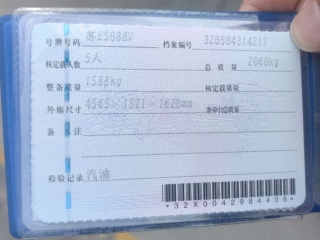 号牌号码 苏E5088V 档案编号 320504314217
核定载人数 5人 总质量 2060kg
整备质量 1588kg 核定载质量
外廓尺寸 4565×1821×1620mm 准牵引总质量
备注
检验记录 汽油
*32X0042984406*